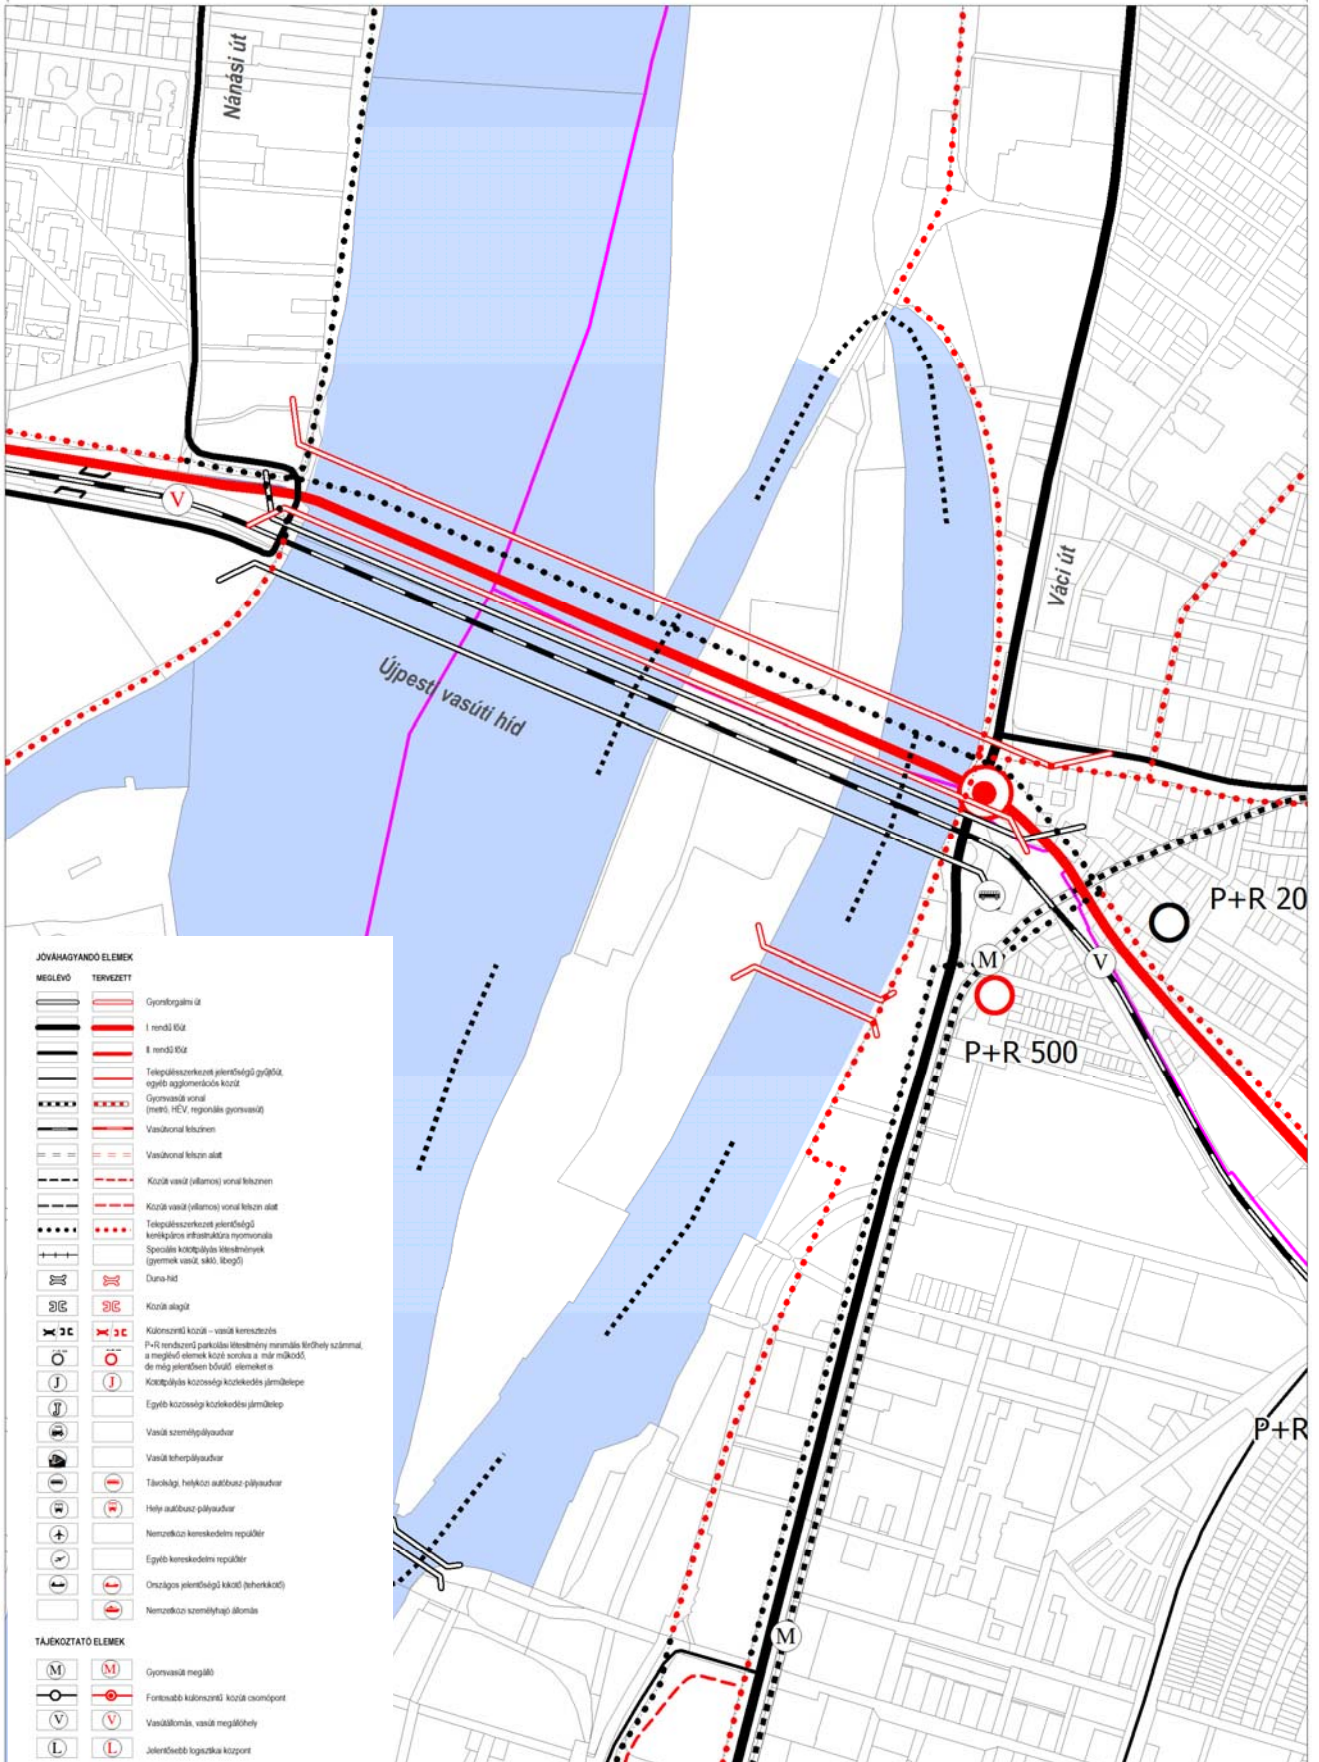 Nánási út
V
Újpesti vasúti híd
Váci út
P+R 20
M
V
P+R 500
P+R
M
JÓVÁHAGYANDÓ ELEMEK
MEGLÉVŐ TERVEZETT
Gyorsforgalmi út
I. rendű főút
II. rendű főút
Településszerkezeti jelentőségű gyűjtőút,
egyéb agglomerációs közút
Gyorsvasúti vonal
(metró, HÉV, regionális gyorsvasút)
Vasútvonal felszínen
Vasútvonal felszín alatt
Közúti vasút (villamos) vonal felszínen
Közúti vasút (villamos) vonal felszín alatt
Településszerkezeti jelentőségű
kerékpáros infrastruktúra nyomvonala
Speciális kötöttpályás létesítmények
(gyermek vasút, sikló, libegő)
Duna-híd
Közúti alagút
Különszintű közúti – vasúti keresztezés
P+R rendszerű parkolási létesítmény minimális férőhely számmal,
a meglévő elemek közé sorolva a már működő,
de még jelentősen bővülő elemeket is
J J Kötöttpályás közösségi közlekedés járműtelepe
Egyéb közösségi közlekedési járműtelep
Vasúti személypályaudvar
Vasúti teherpályaudvar
Távolsági, helyközi autóbusz-pályaudvar
Helyi autóbusz-pályaudvar
Nemzetközi kereskedelmi repülőtér
Egyéb kereskedelmi repülőtér
Országos jelentőségű kikötő (teherkikötő)
Nemzetközi személyhajó állomás
TÁJÉKOZTATÓ ELEMEK
M M Gyorsvasúti megálló
Fontosabb különszintű közúti csomópont
V V Vasútállomás, vasúti megállóhely
L L Jelentősebb logisztikai központ